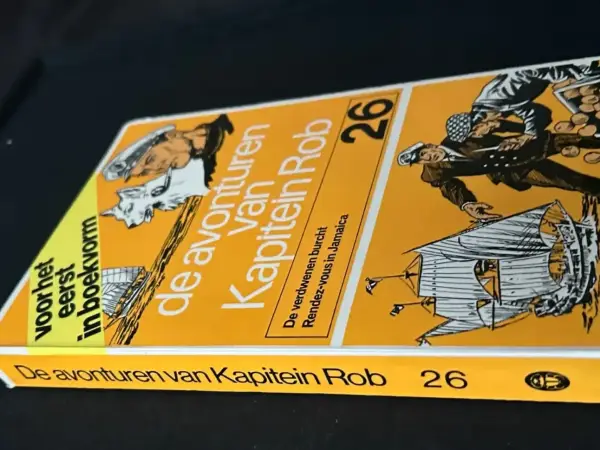 voor het
eerst
in boekvorm
de avonturen
van
Kapitein Rob
De verdwenen burcht
Rendez-vous in Jamaica
26
De avonturen van Kapitein Rob 26